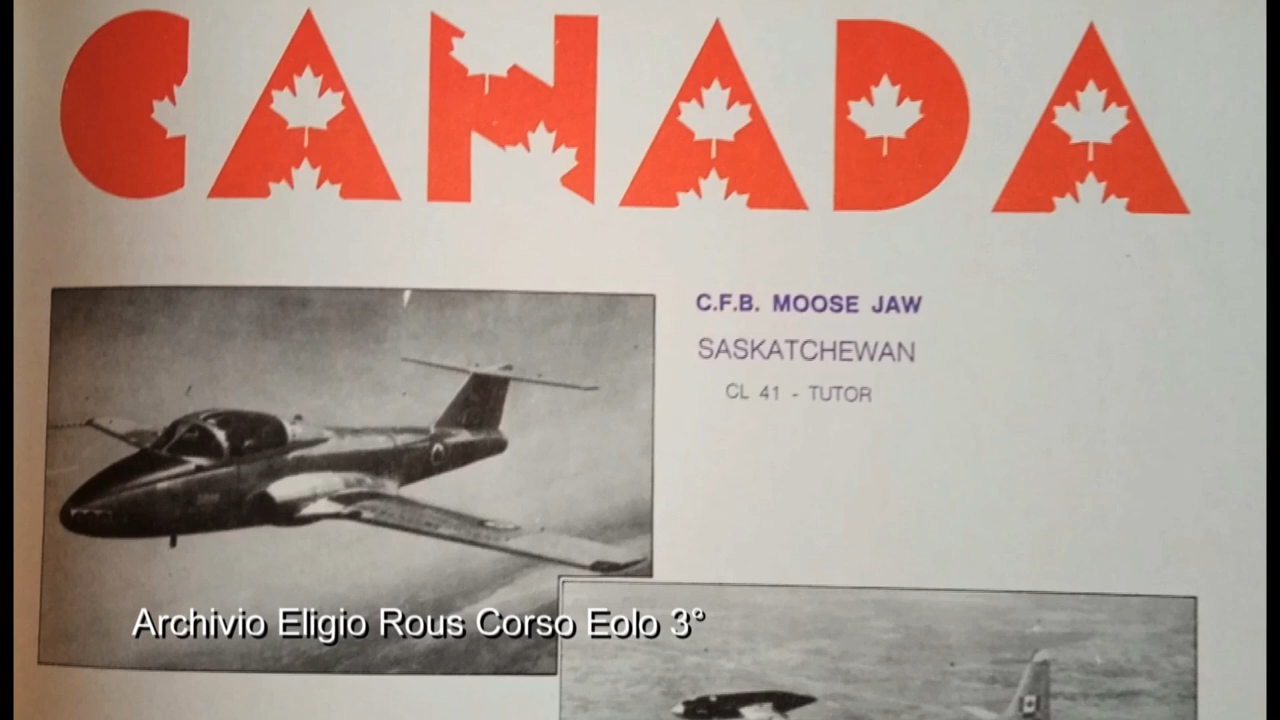 CANADA
C.F.B. MOOSE JAW
SASKATCHEWAN
CL 41 - TUTOR
Archivio Eligio Rous Corso Eolo 3°